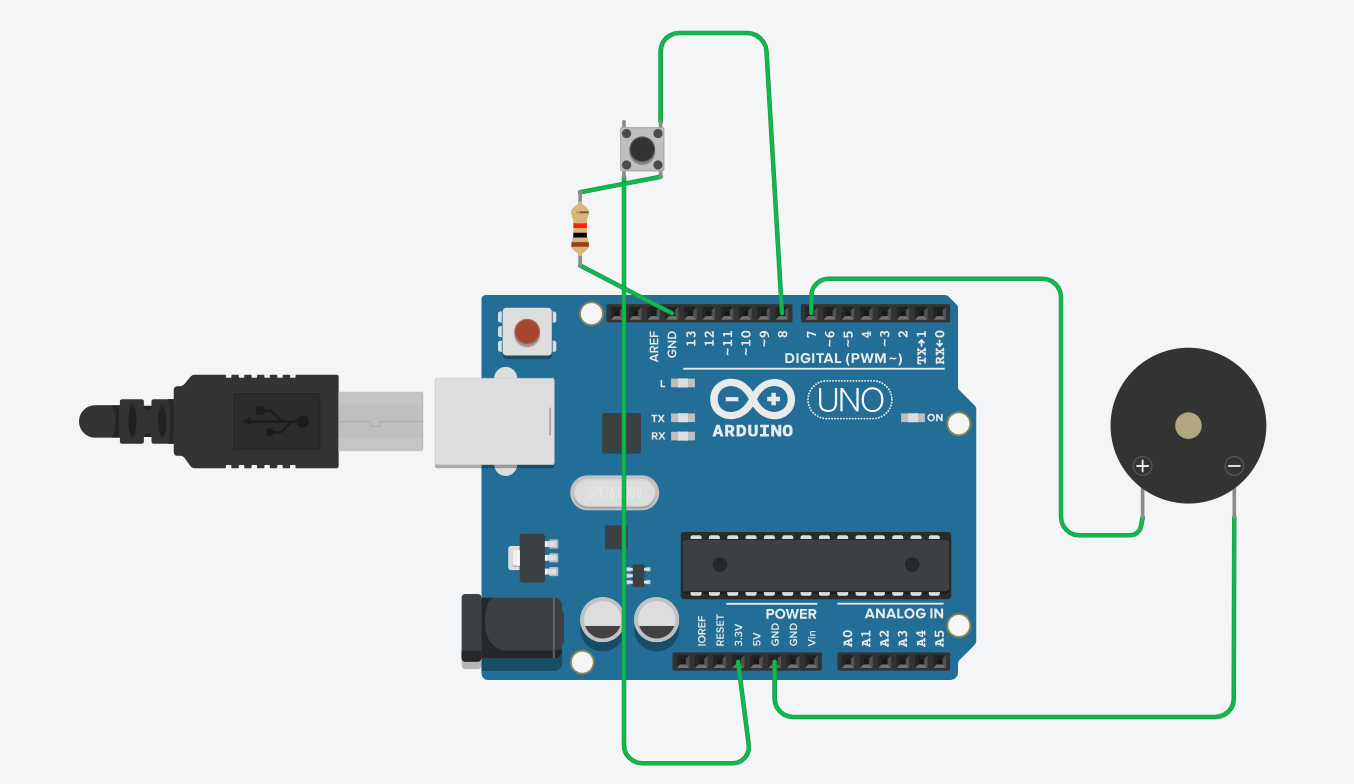 AREF
GND
13
12
~11
~10
~9
8
7
~6
~5
4
~3
2
TX→1
RX←0
DIGITAL (PWM~)
L
TX
RX
ARDUINO
UNO
ON
POWER
ANALOG IN
IOREF
RESET
3.3V
5V
GND
GND
Vin
A0
A1
A2
A3
A4
A5